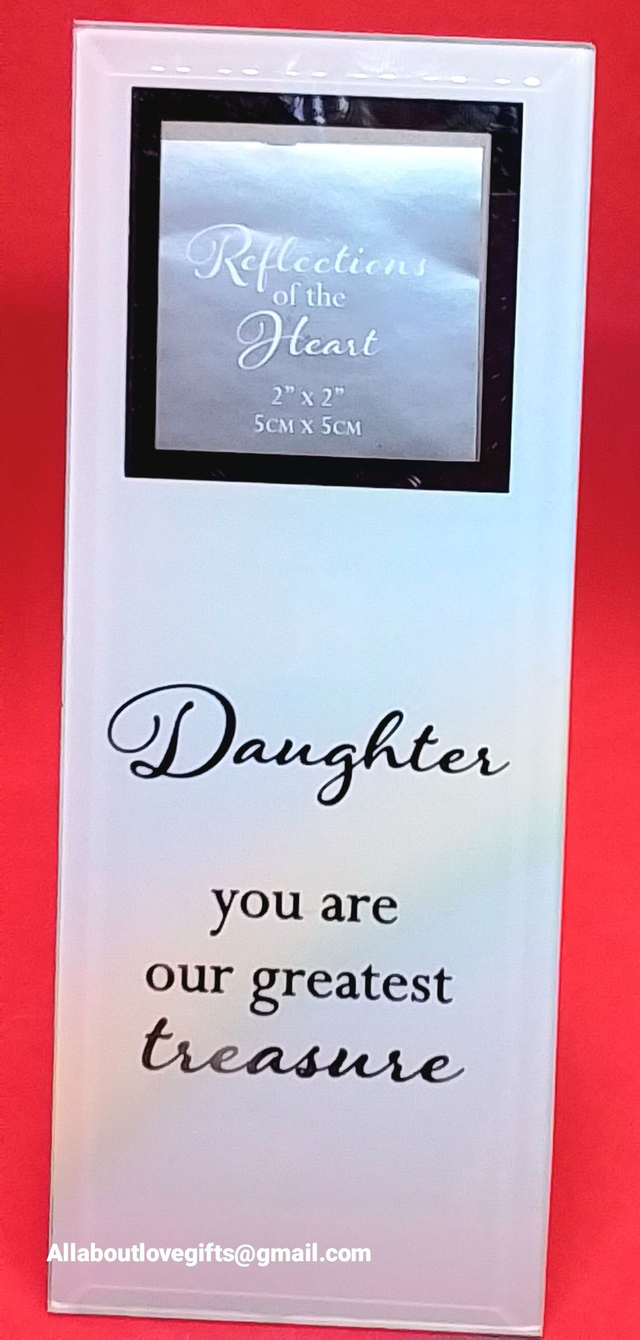 Reflections
of the
Heart
2” x 2”
5CM X 5CM
Daughter
you are
our greatest
treasure
Allaboutlovegifts@gmail.com